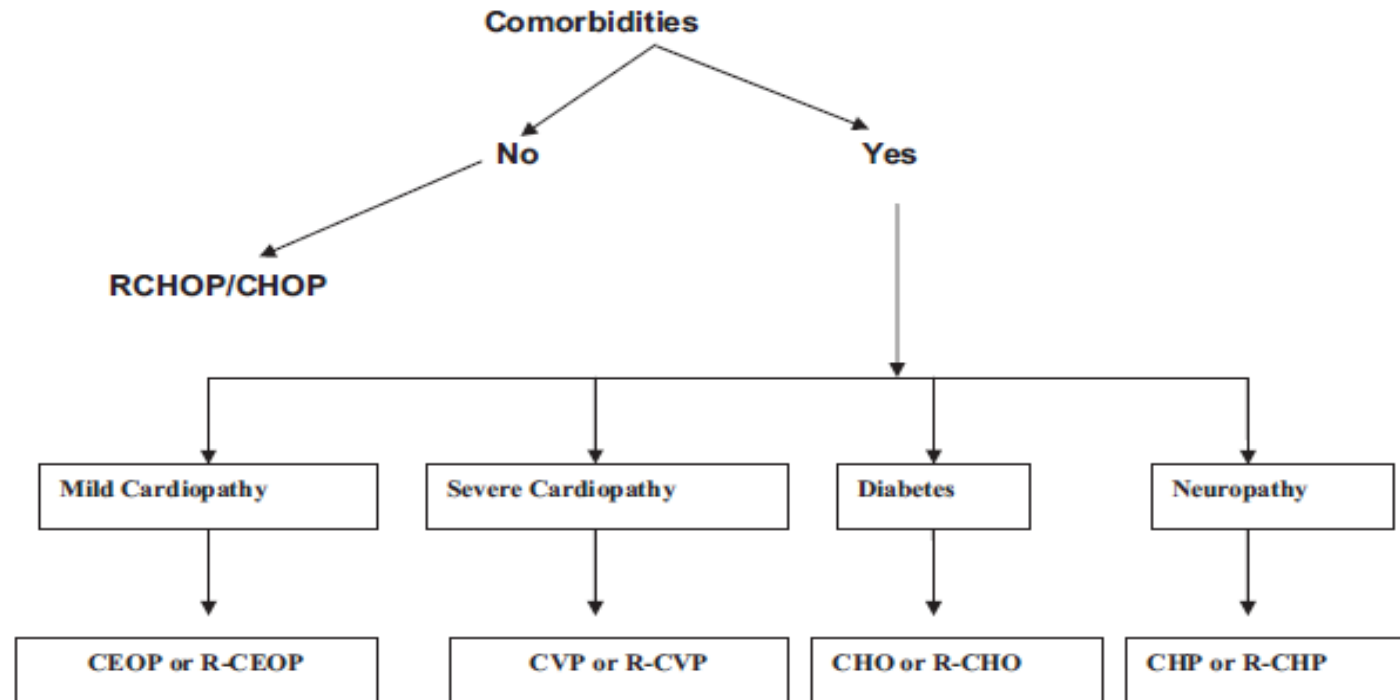 Comorbidities
No
Yes
RCHOP/CHOP
Mild Cardiopathy
Severe Cardiopathy
Diabetes
Neuropathy
CEOP or R-CEOP
CVP or R-CVP
CHO or R-CHO
CHP or R-CHP